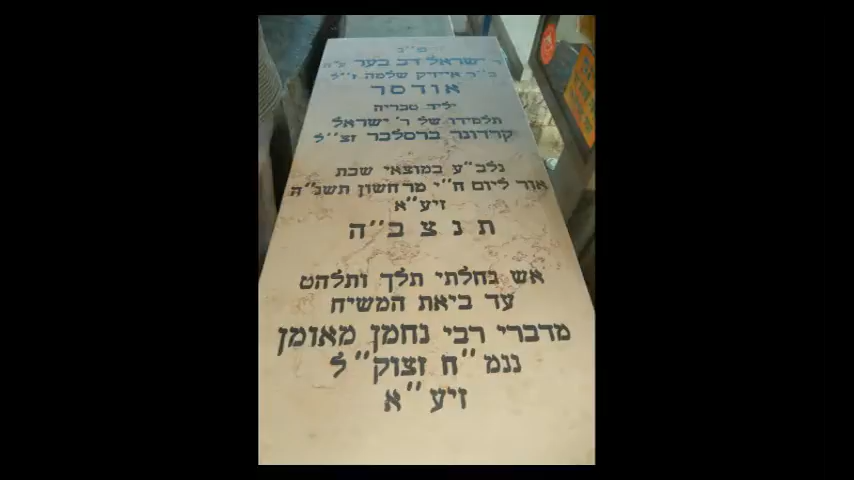 פ"נ
ר' ישראל דב בער ע"ה
ב"ר אייזיק שלמה ז"ל
אודסר
יליד טבריה
תלמידו של ר' ישראל
קרדונר ברסלבר זצ"ל
נלב"ע במוצאי שבת
אור ליום ח"י מרחשון תשנ"ה
זיע"א
ת נ צ ב"ה
אש נחלתי תלך ותלהט
עד ביאת המשיח
מדברי רבי נחמן מאומן
ננמ"ח זצוק"ל
זיע"א